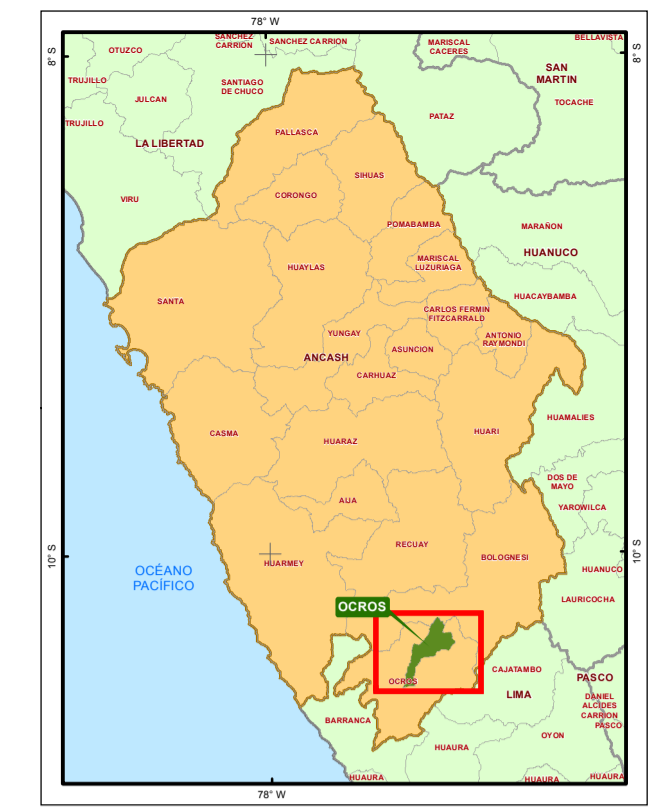 78° W
SANCHEZ
CARRIÓN
SANCHEZ CARRION
BELLAVISTA
OTUZCO
MARISCAL
CACERES
8° S
8° S
SAN
MARTIN
TRUJILLO
JULCAN
SANTIAGO
DE CHUCO
TOCACHE
TRUJILLO
PATAZ
PALLASCA
LA LIBERTAD
SIHUAS
VIRU
CORONGO
POMABAMBA
MARAÑON
HUANUCO
MARISCAL
LUZURIAGA
HUAYLAS
SANTA
HUACAYBAMBA
CARLOS FERMIN
FITZCARRALD
YUNGAY
ANTONIO
RAYMONDI
ASUNCION
ANCASH
CARHUAZ
HUAMALIES
CASMA
HUARAZ
HUARI
DOS DE
MAYO
AIJA
YAROWILCA
RECUAY
10° S
10° S
HUARMEY
BOLOGNESI
OCÉANO
PACÍFICO
HUANUCO
LAURICOCHA
OCROS
OCROS
CAJATAMBO
PASCO
LIMA
DANIEL
ALCIDES
CARRION
PASCO
BARRANCA
OYON
HUAURA
HUAURA
HUAURA
HUAURA
78° W